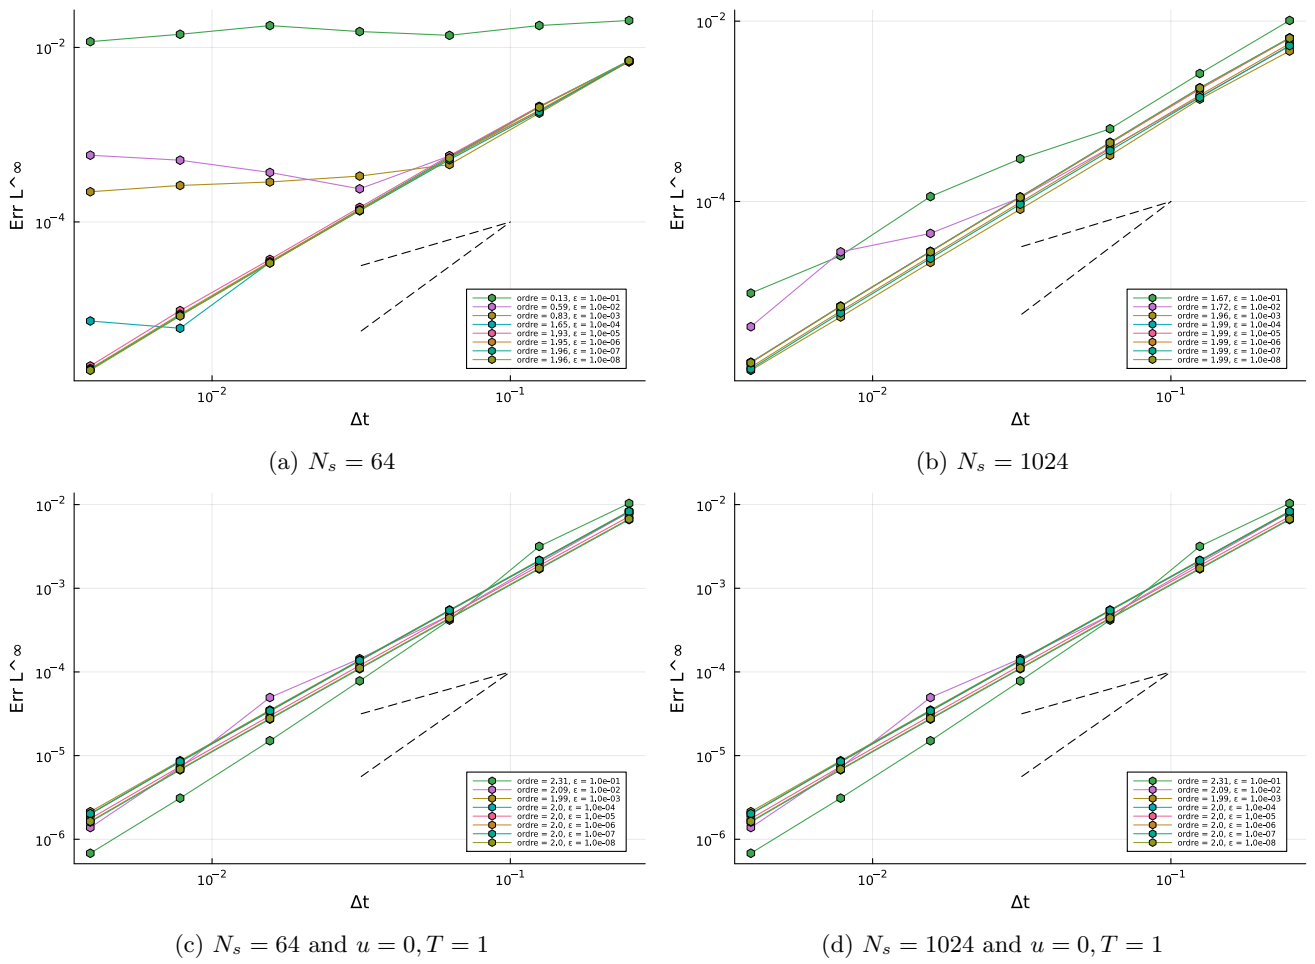 10⁻²
10⁻⁴
Err L^∞
10⁻²
10⁻¹
Δt
ordre = 0.13, ε = 1.0e-01
ordre = 0.59, ε = 1.0e-02
ordre = 0.83, ε = 1.0e-03
ordre = 1.65, ε = 1.0e-04
ordre = 1.93, ε = 1.0e-05
ordre = 1.95, ε = 1.0e-06
ordre = 1.96, ε = 1.0e-07
ordre = 1.96, ε = 1.0e-08
(a) Nₛ = 64
10⁻²
10⁻⁴
Err L^∞
10⁻²
10⁻¹
Δt
ordre = 1.67, ε = 1.0e-01
ordre = 1.72, ε = 1.0e-02
ordre = 1.96, ε = 1.0e-03
ordre = 1.99, ε = 1.0e-04
ordre = 1.99, ε = 1.0e-05
ordre = 1.99, ε = 1.0e-06
ordre = 1.99, ε = 1.0e-07
ordre = 1.99, ε = 1.0e-08
(b) Nₛ = 1024
10⁻²
10⁻³
10⁻⁴
10⁻⁵
10⁻⁶
Err L^∞
10⁻²
10⁻¹
Δt
ordre = 2.31, ε = 1.0e-01
ordre = 2.09, ε = 1.0e-02
ordre = 1.99, ε = 1.0e-03
ordre = 2.0, ε = 1.0e-04
ordre = 2.0, ε = 1.0e-05
ordre = 2.0, ε = 1.0e-06
ordre = 2.0, ε = 1.0e-07
ordre = 2.0, ε = 1.0e-08
(c) Nₛ = 64 and u = 0, T = 1
10⁻²
10⁻³
10⁻⁴
10⁻⁵
10⁻⁶
Err L^∞
10⁻²
10⁻¹
Δt
ordre = 2.31, ε = 1.0e-01
ordre = 2.09, ε = 1.0e-02
ordre = 1.99, ε = 1.0e-03
ordre = 2.0, ε = 1.0e-04
ordre = 2.0, ε = 1.0e-05
ordre = 2.0, ε = 1.0e-06
ordre = 2.0, ε = 1.0e-07
ordre = 2.0, ε = 1.0e-08
(d) Nₛ = 1024 and u = 0, T = 1